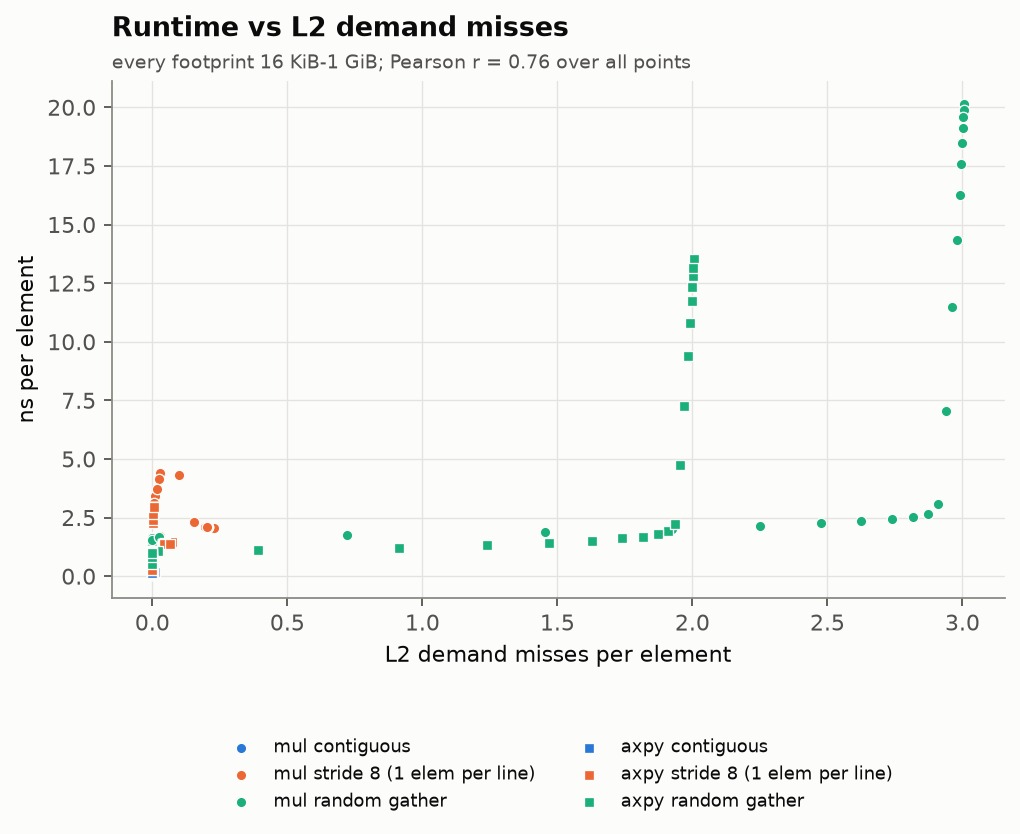 Runtime vs L2 demand misses
every footprint 16 KiB-1 GiB; Pearson r = 0.76 over all points
ns per element
20.0
17.5
15.0
12.5
10.0
7.5
5.0
2.5
0.0
0.0 0.5 1.0 1.5 2.0 2.5 3.0
L2 demand misses per element
mul contiguous
mul stride 8 (1 elem per line)
mul random gather
axpy contiguous
axpy stride 8 (1 elem per line)
axpy random gather